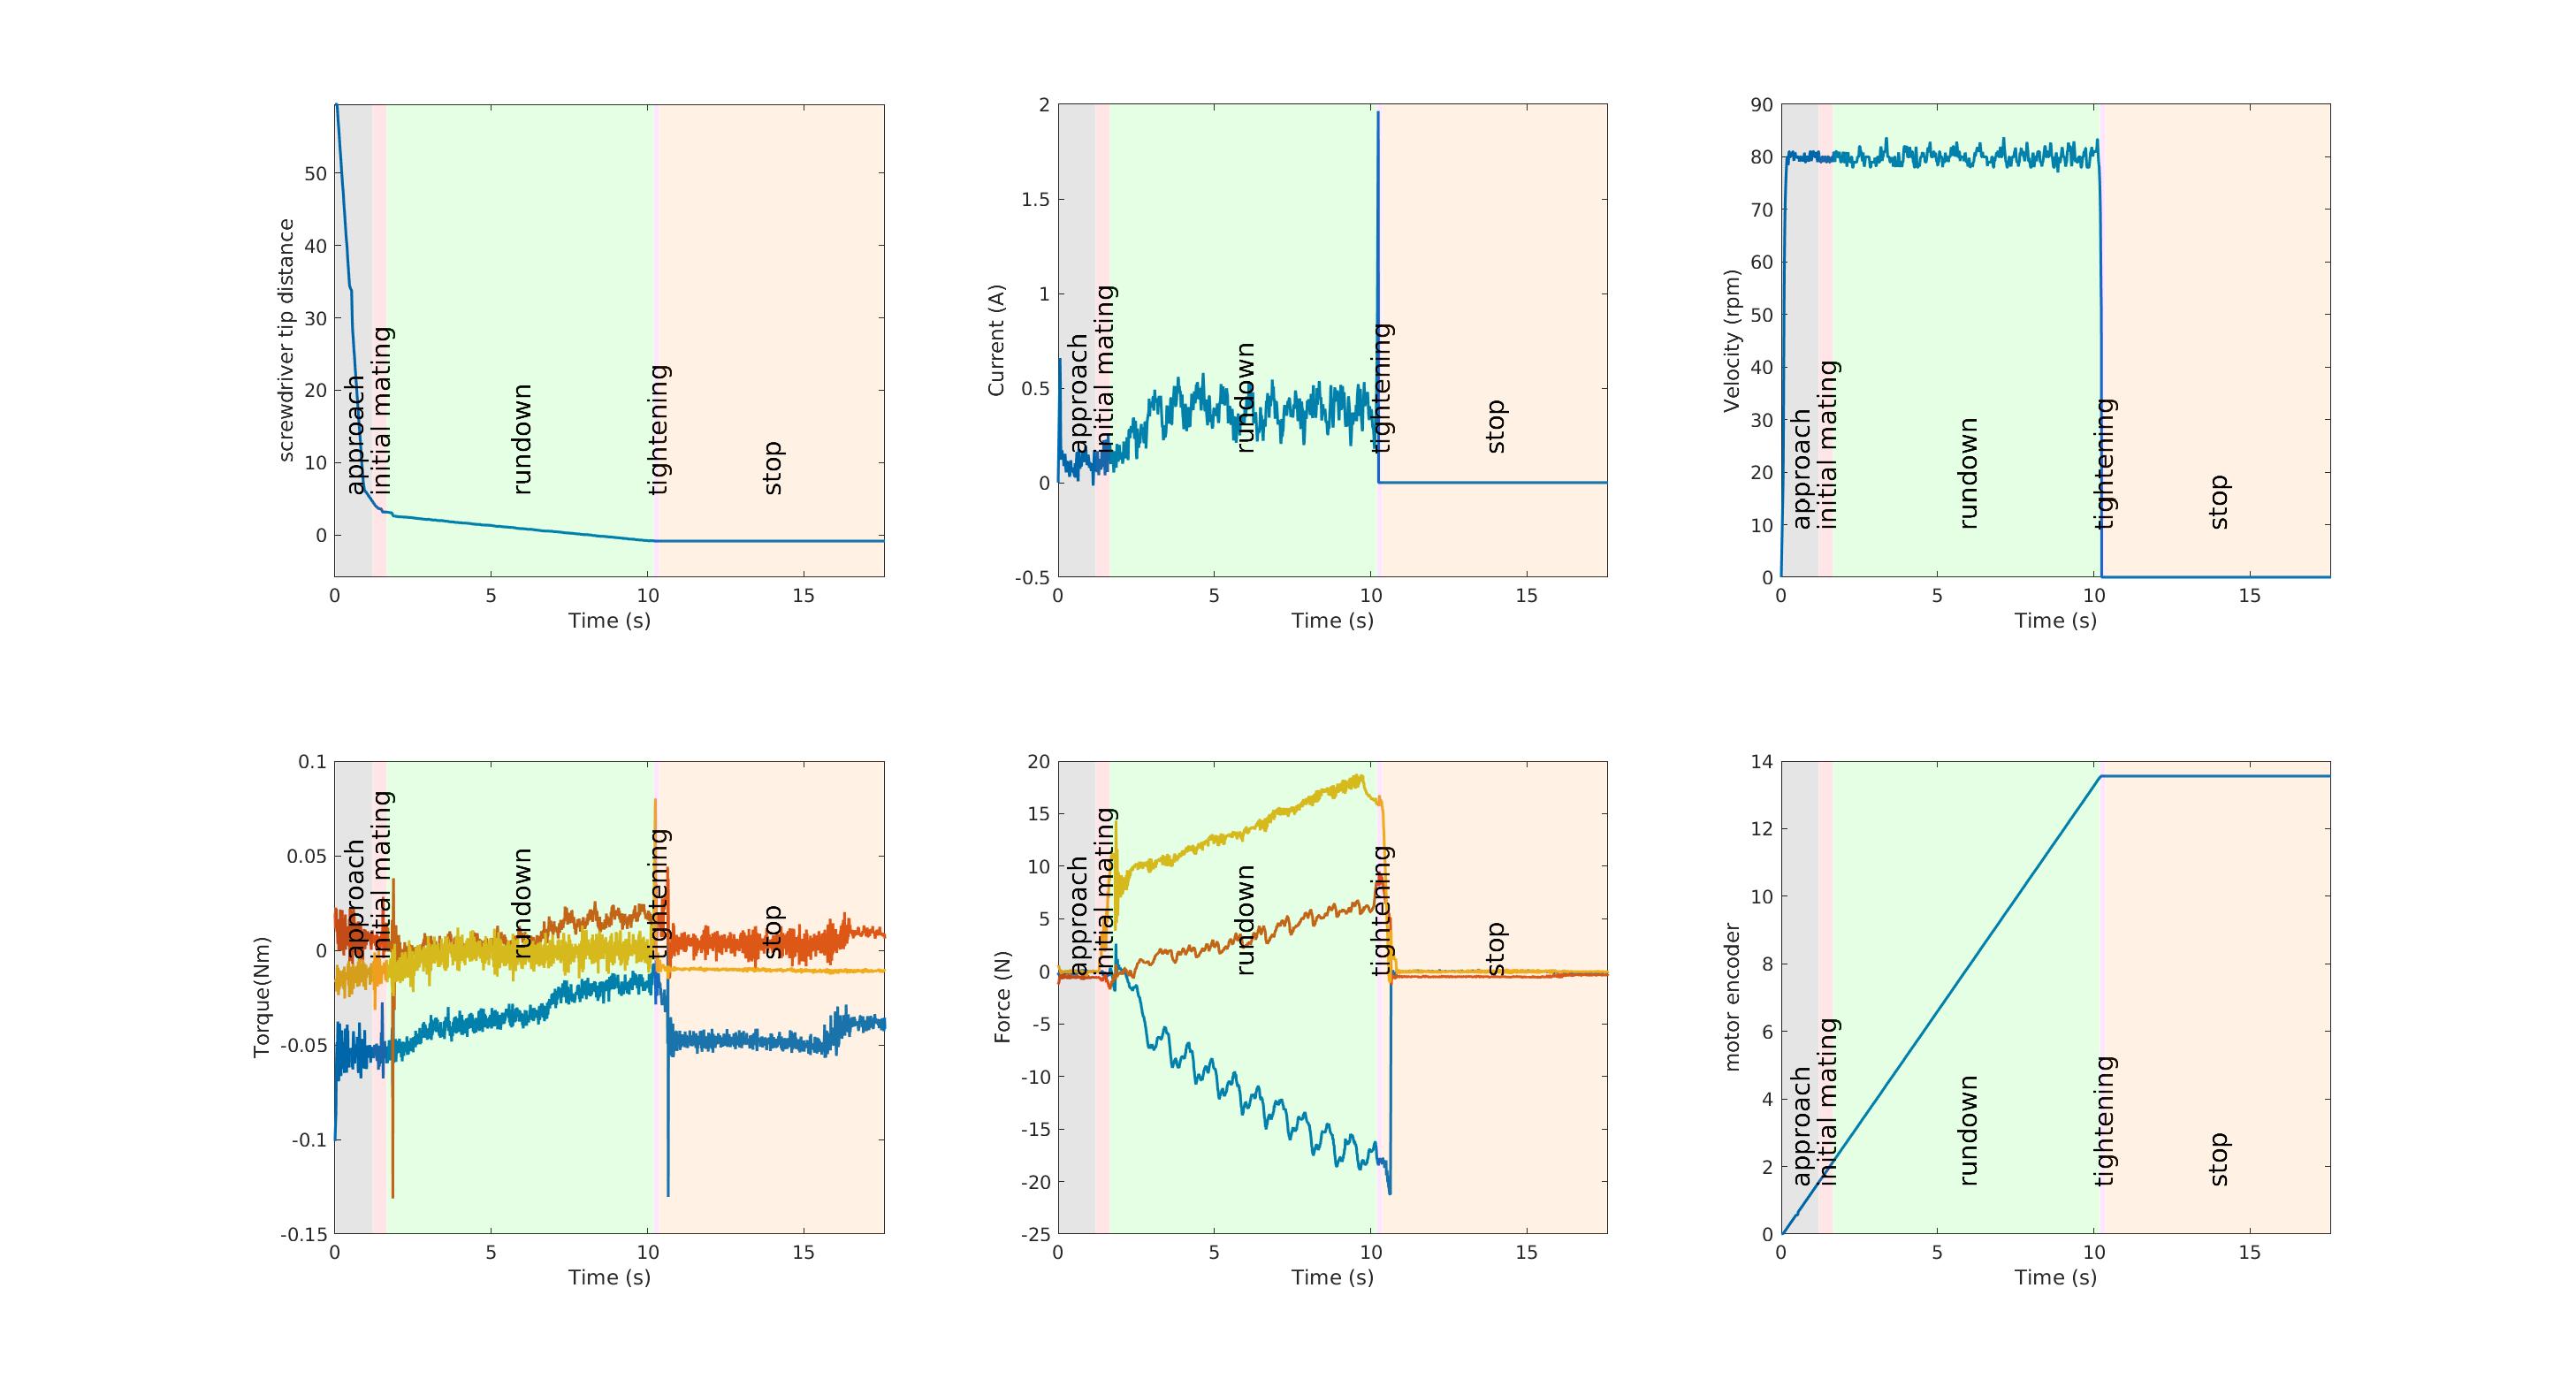 screwdriver tip distance
50
40
30
20
10
0
approach
initial mating
rundown
tightening
stop
0 5 10 15
Time (s)
Current (A)
2
1.5
1
0.5
0
-0.5
approach
initial mating
rundown
tightening
stop
0 5 10 15
Time (s)
Velocity (rpm)
90
80
70
60
50
40
30
20
10
0
approach
initial mating
rundown
tightening
stop
0 5 10 15
Time (s)
Torque(Nm)
0.1
0.05
0
-0.05
-0.1
-0.15
approach
initial mating
rundown
tightening
stop
0 5 10 15
Time (s)
Force (N)
20
15
10
5
0
-5
-10
-15
-20
-25
approach
initial mating
rundown
tightening
stop
0 5 10 15
Time (s)
motor encoder
14
12
10
8
6
4
2
0
approach
initial mating
rundown
tightening
stop
0 5 10 15
Time (s)